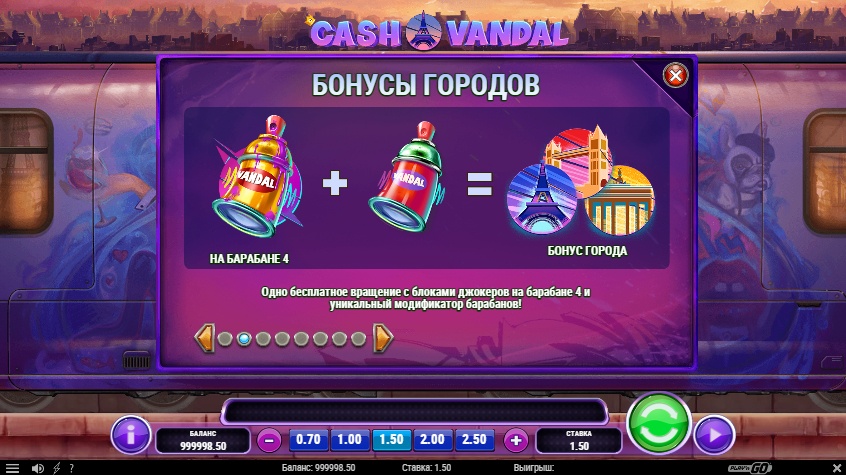 CASH VANDAL
БОНУСЫ ГОРОДОВ
VANDAL
VANDAL
НА БАРАБАНЕ 4
БОНУС ГОРОДА
Одно бесплатное вращение с блоками джокеров на барабане 4 и
уникальный модификатор барабанов!
БАЛАНС
999998.50
0.70 1.00 1.50 2.00 2.50
СТАВКА
1.50
Баланс: 999998.50 Ставка: 1.50 Выигрыш:
PLAY'N GO